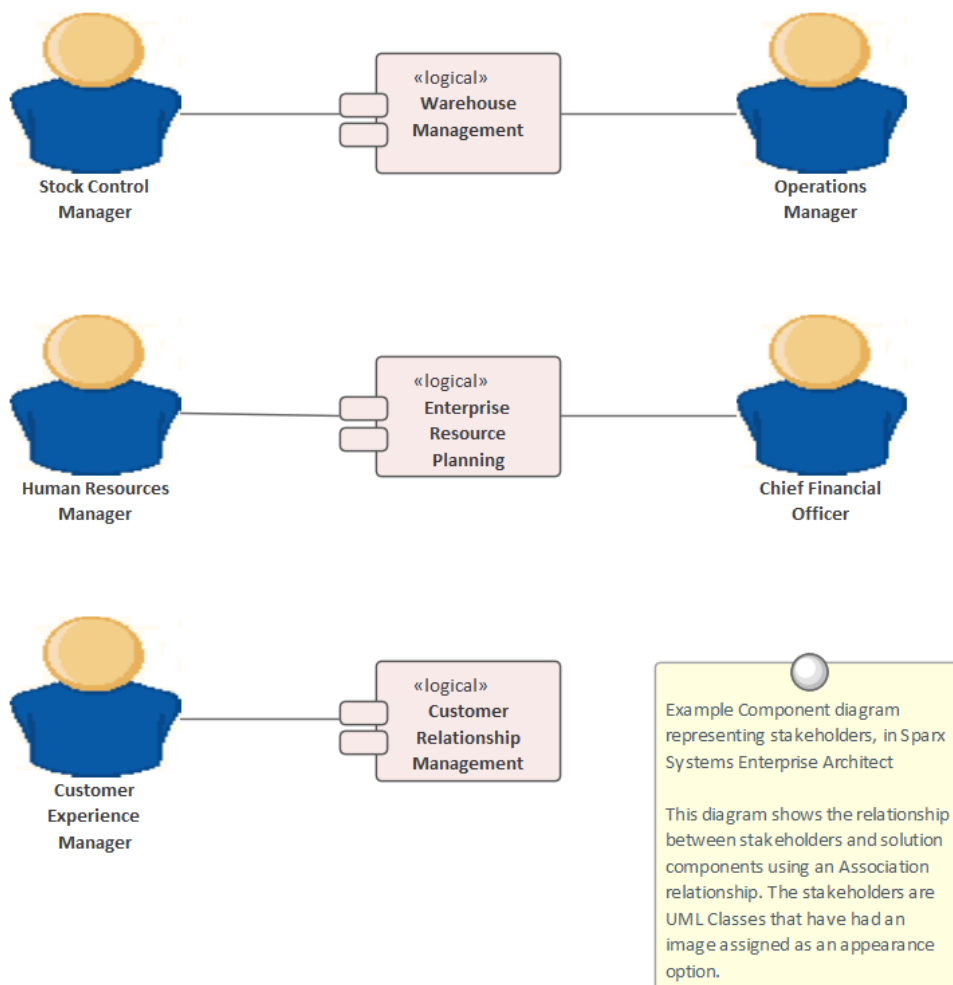 «logical»
Warehouse
Management
Stock Control
Manager
Operations
Manager
«logical»
Enterprise
Resource
Planning
Human Resources
Manager
Chief Financial
Officer
«logical»
Customer
Relationship
Management
Customer
Experience
Manager
Example Component diagram
representing stakeholders, in Sparx
Systems Enterprise Architect
This diagram shows the relationship
between stakeholders and solution
components using an Association
relationship. The stakeholders are
UML Classes that have had an
image assigned as an appearance
option.